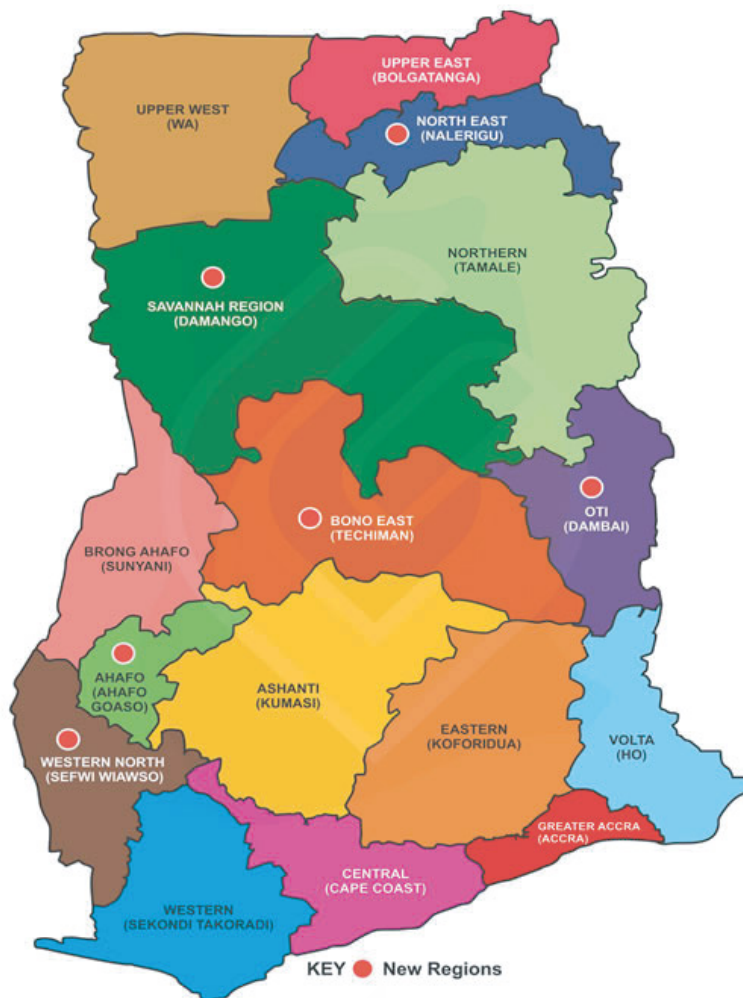 UPPER EAST
(BOLGATANGA)
UPPER WEST
(WA)
NORTH EAST
(NALERIGU)
NORTHERN
(TAMALE)
SAVANNAH REGION
(DAMANGO)
OTI
(DAMBAI)
BONO EAST
(TECHIMAN)
BRONG AHAFO
(SUNYANI)
AHAFO
(AHAFO
GOASO)
ASHANTI
(KUMASI)
EASTERN
(KOFORIDUA)
VOLTA
(HO)
WESTERN NORTH
(SEFWI WIAWSO)
GREATER ACCRA
(ACCRA)
CENTRAL
(CAPE COAST)
WESTERN
(SEKONDI TAKORADI)
KEY New Regions